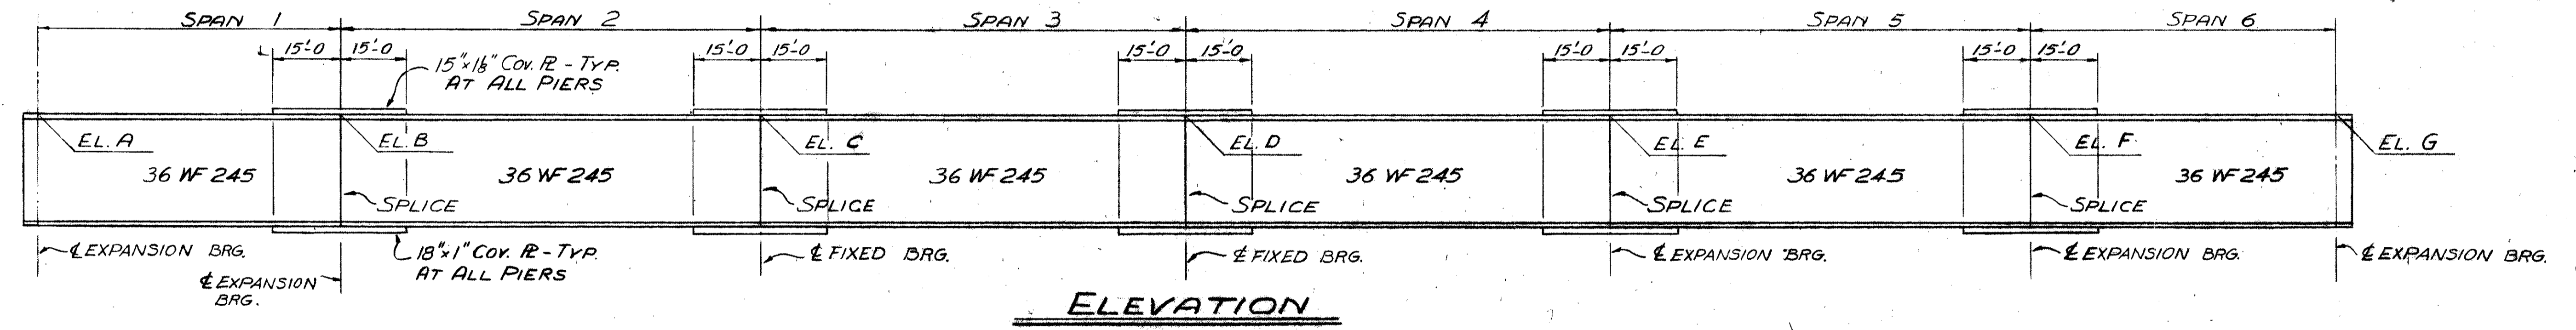 SPAN 1 SPAN 2 SPAN 3 SPAN 4 SPAN 5 SPAN 6
15'-0 15'-0 15'-0 15'-0 15'-0 15'-0 15'-0 15'-0 15'-0 15'-0
15"x1⅛" COV. PL - TYP.
AT ALL PIERS
EL. A EL. B EL. C EL. D EL. E EL. F EL. G
36 WF 245 36 WF 245 36 WF 245 36 WF 245 36 WF 245 36 WF 245
SPLICE SPLICE SPLICE SPLICE SPLICE
℄ EXPANSION BRG. 18"x1" COV. PL - TYP. ℄ FIXED BRG. ℄ FIXED BRG. ℄ EXPANSION BRG. ℄ EXPANSION BRG. ℄ EXPANSION BRG.
AT ALL PIERS
℄ EXPANSION
BRG.
ELEVATION